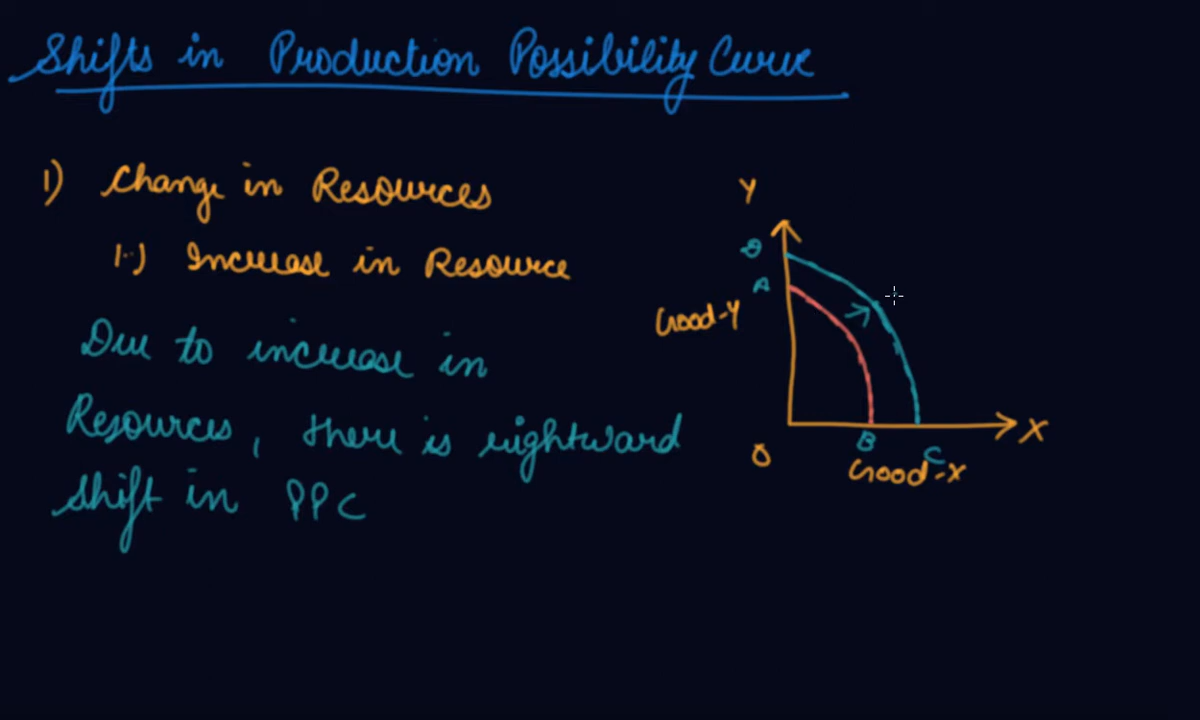 Shifts in Production Possibility Curve
1) Change in Resources
1.) Increase in Resource
Due to increase in
Resources, there is rightward
shift in PPC
Y
D
A
Good-Y
O
B
C
X
Good-X